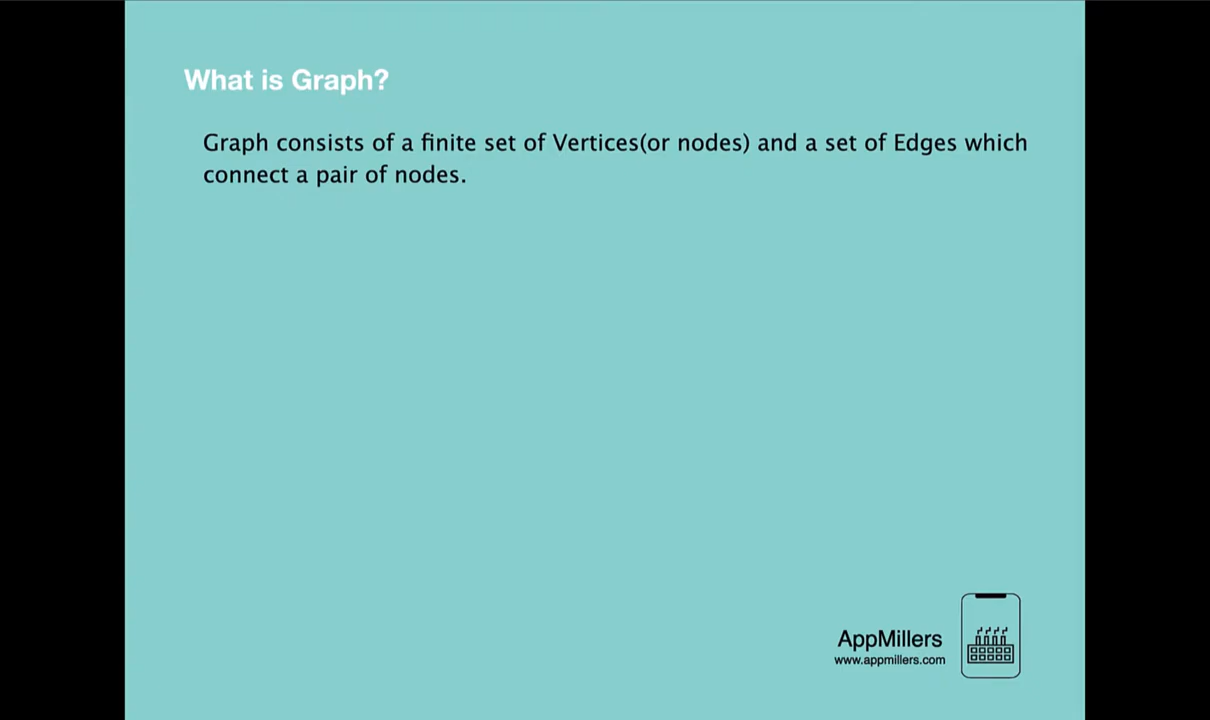 What is Graph?
Graph consists of a finite set of Vertices(or nodes) and a set of Edges which
connect a pair of nodes.
AppMillers
www.appmillers.com